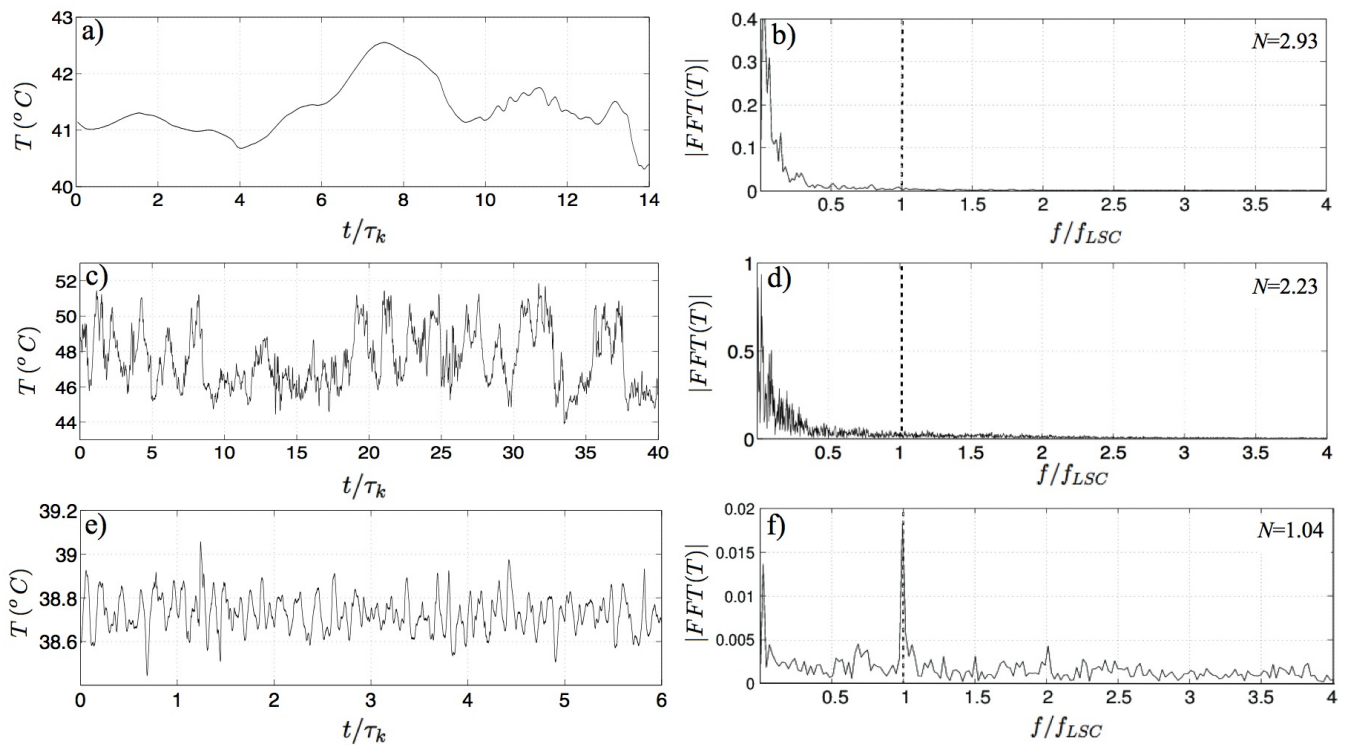 a)
T (° C)
43
42
41
40
0 2 4 6 8 10 12 14
t/τk
b)
N=2.93
|FFT(T)|
0.4
0.3
0.2
0.1
0
0.5 1 1.5 2 2.5 3 3.5 4
f/fLSC
c)
T (° C)
52
50
48
46
44
0 5 10 15 20 25 30 35 40
t/τk
d)
N=2.23
|FFT(T)|
1
0.5
0
0.5 1 1.5 2 2.5 3 3.5 4
f/fLSC
e)
T (° C)
39.2
39
38.8
38.6
0 1 2 3 4 5 6
t/τk
f)
N=1.04
|FFT(T)|
0.02
0.015
0.01
0.005
0
0.5 1 1.5 2 2.5 3 3.5 4
f/fLSC